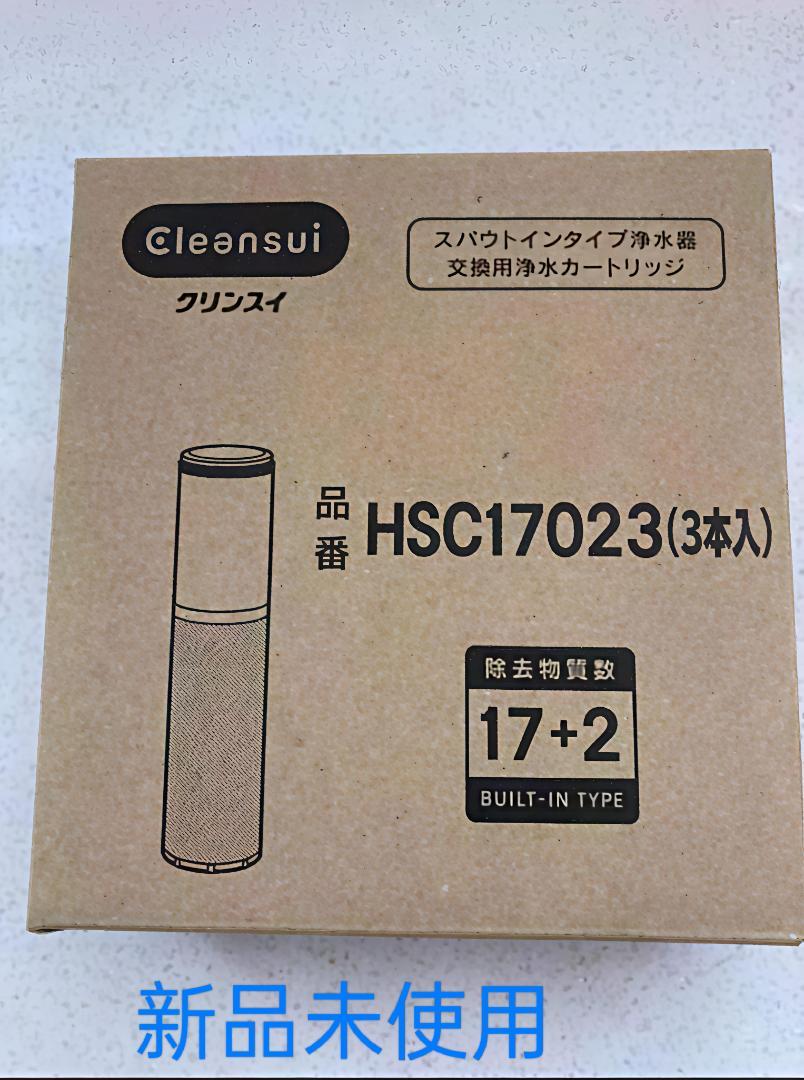 Cleansui
クリンスイ
スパウトインタイプ浄水器
交換用浄水カートリッジ
品番 HSC17023(3本入)
除去物質数
17+2
BUILT-IN TYPE
新品未使用